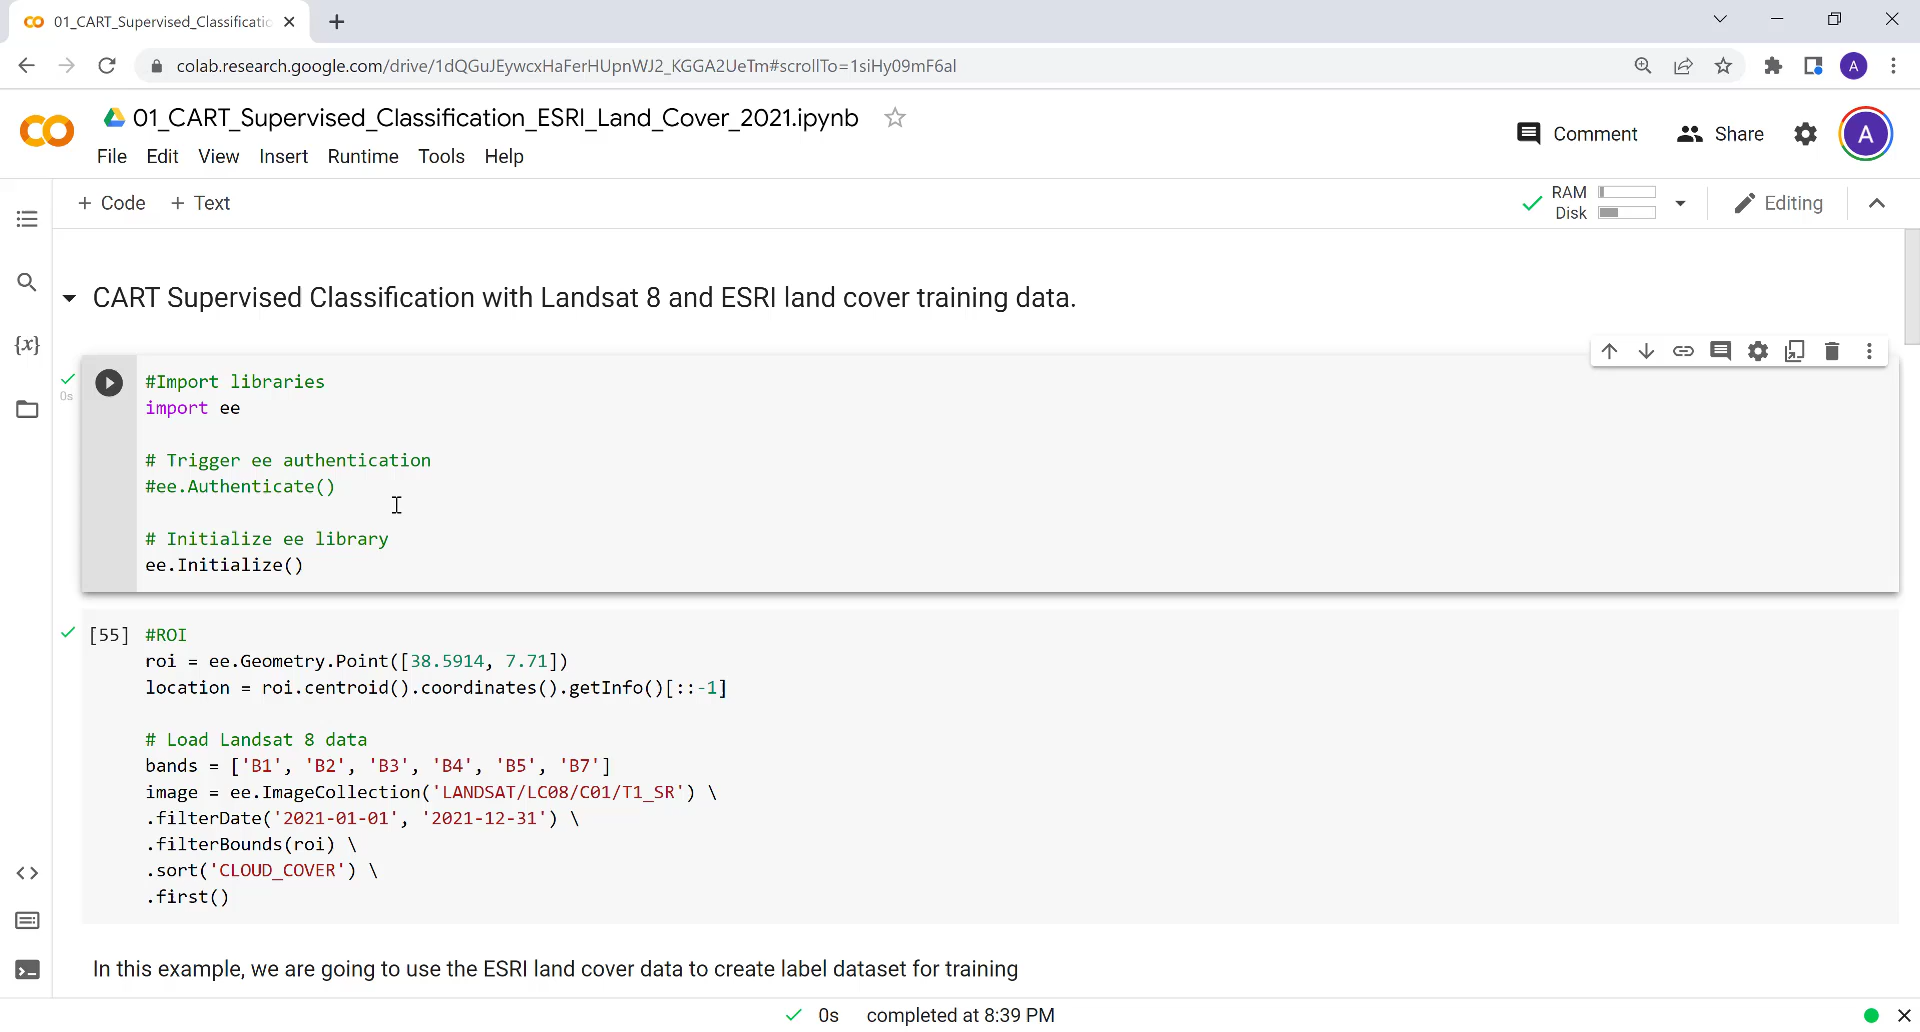 01_CART_Supervised_Classificatio
colab.research.google.com/drive/1dQGuJEywcxHaFerHUpnWJ2_KGGA2UeTm#scrollTo=1siHy09mF6al
A
01_CART_Supervised_Classification_ESRI_Land_Cover_2021.ipynb
File Edit View Insert Runtime Tools Help
Comment
Share
A
+ Code + Text
RAM
Disk
Editing
CART Supervised Classification with Landsat 8 and ESRI land cover training data.
{x}
0s
#Import libraries
import ee
# Trigger ee authentication
#ee.Authenticate()
# Initialize ee library
ee.Initialize()
[55] #ROI
roi = ee.Geometry.Point([38.5914, 7.71])
location = roi.centroid().coordinates().getInfo()[::-1]
# Load Landsat 8 data
bands = ['B1', 'B2', 'B3', 'B4', 'B5', 'B7']
image = ee.ImageCollection('LANDSAT/LC08/C01/T1_SR') \
.filterDate('2021-01-01', '2021-12-31') \
.filterBounds(roi) \
.sort('CLOUD_COVER') \
.first()
In this example, we are going to use the ESRI land cover data to create label dataset for training
0s completed at 8:39 PM